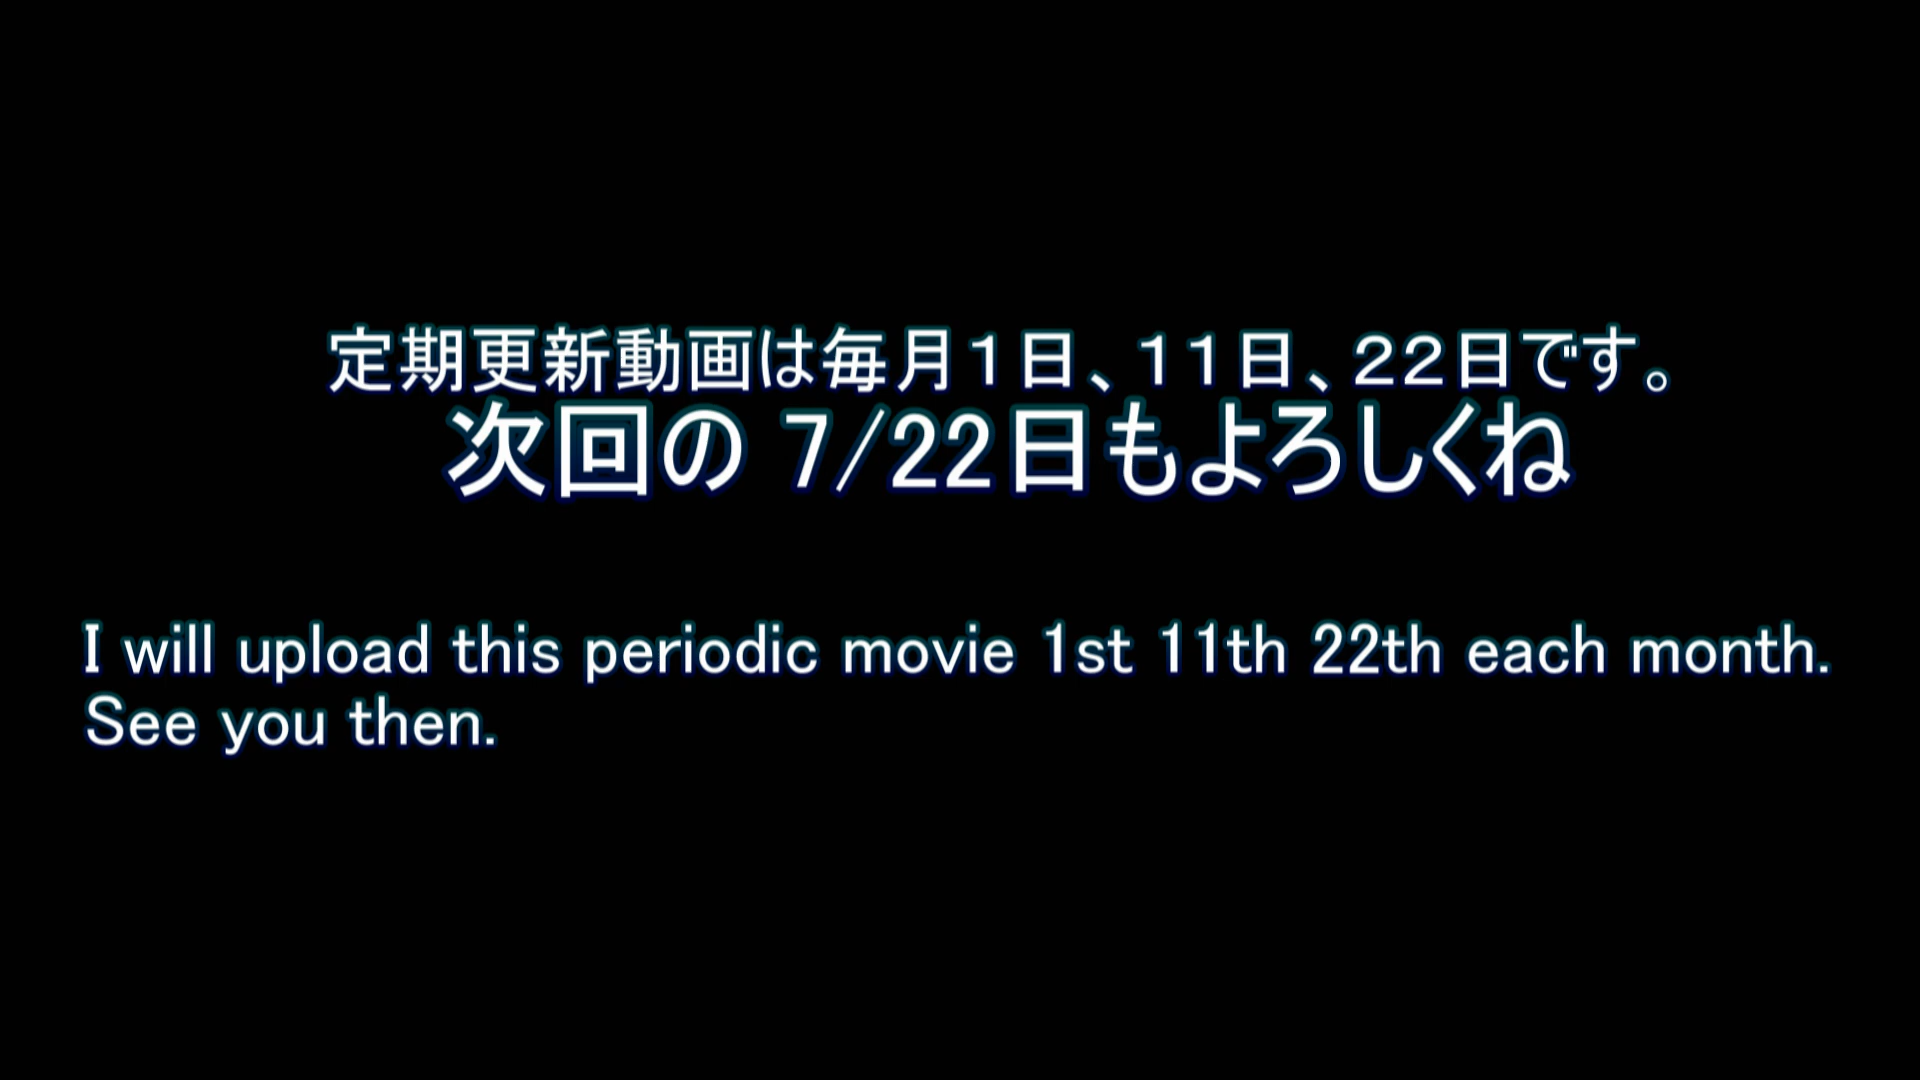 定期更新動画は毎月１日、１１日、２２日です。
次回の 7/22日もよろしくね
I will upload this periodic movie 1st 11th 22th each month.
See you then.